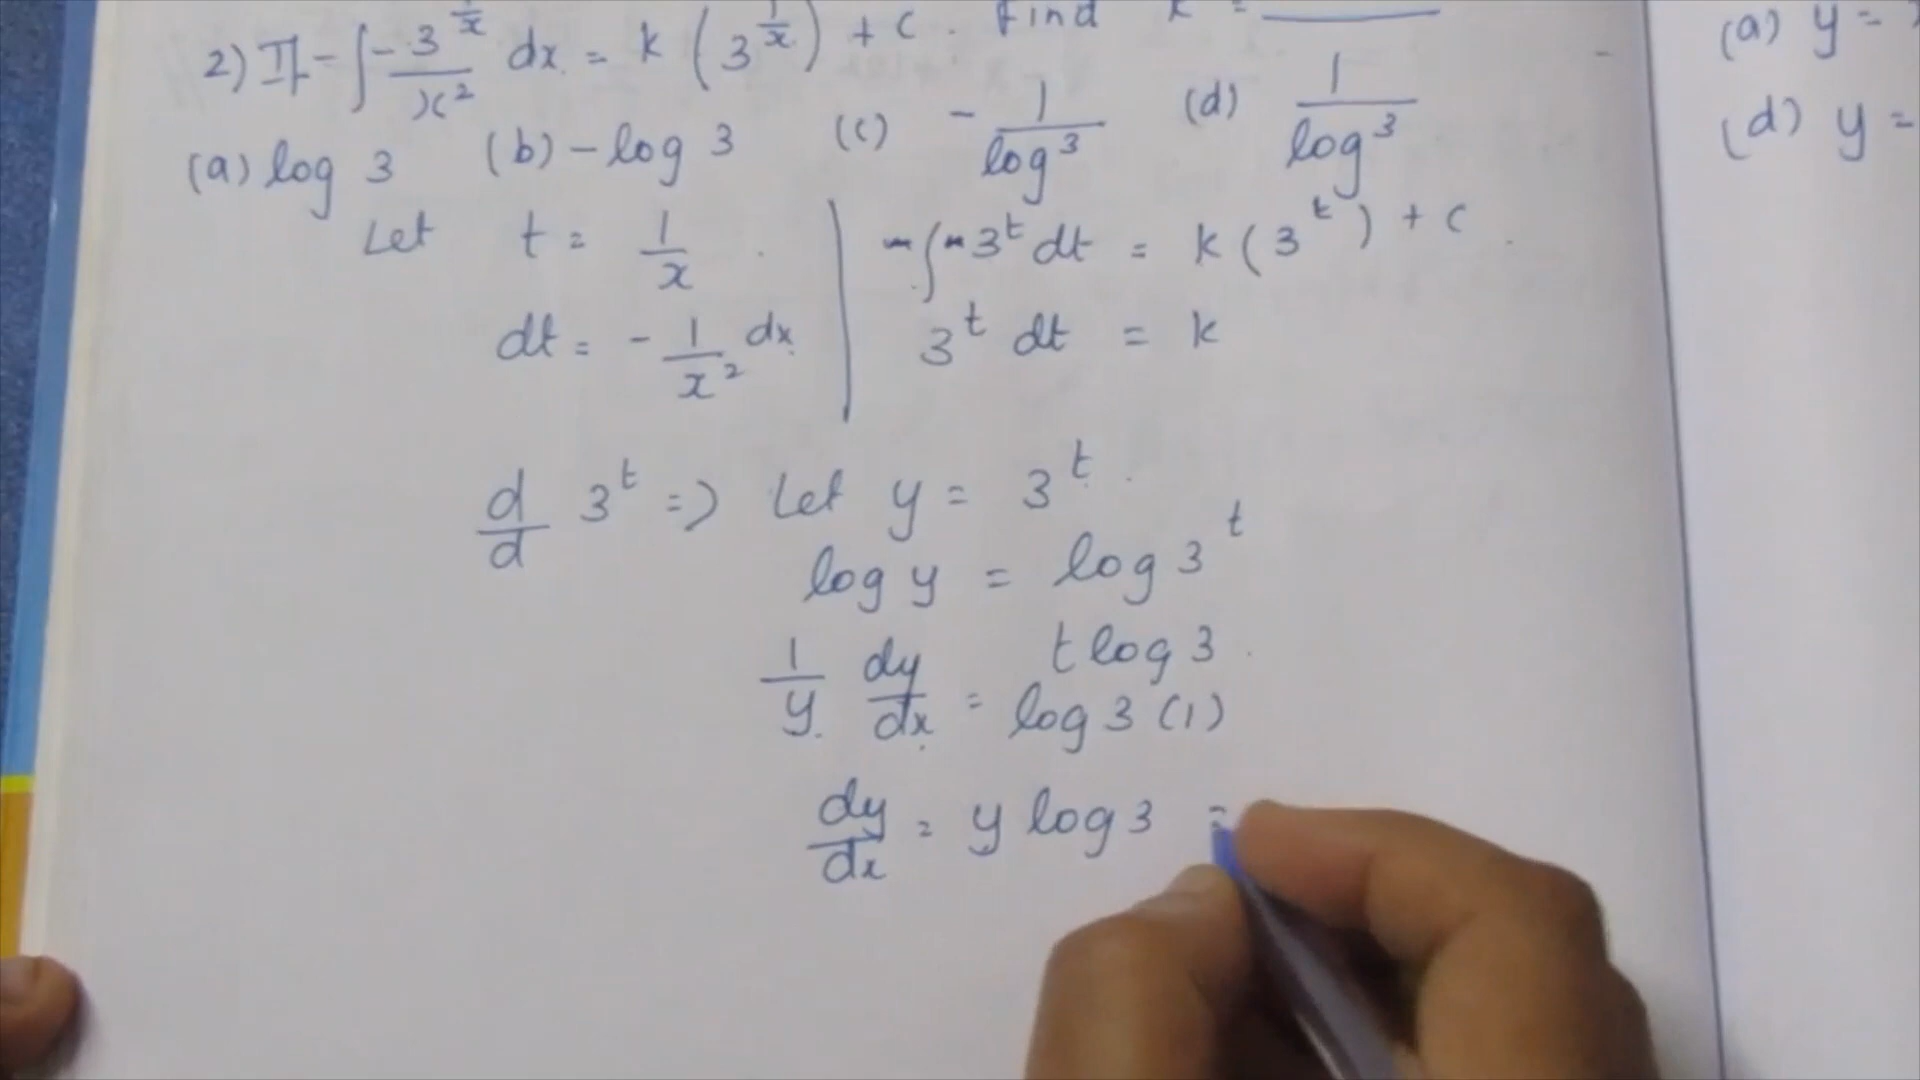 2) If - ∫ -3^(1/x) / x² dx = k (3^(1/x)) + c. Find k = ____
(a) log 3 (b) - log 3 (c) - 1/log 3 (d) 1/log 3
Let t = 1/x
dt = - 1/x² dx
∫ 3^t dt = k (3^t) + c
3^t dt = k
d/d 3^t => Let y = 3^t
log y = log 3^t
t log 3
1/y dy/dx = log 3 (1)
dy/dx = y log 3 =
(a) y =
(d) y =